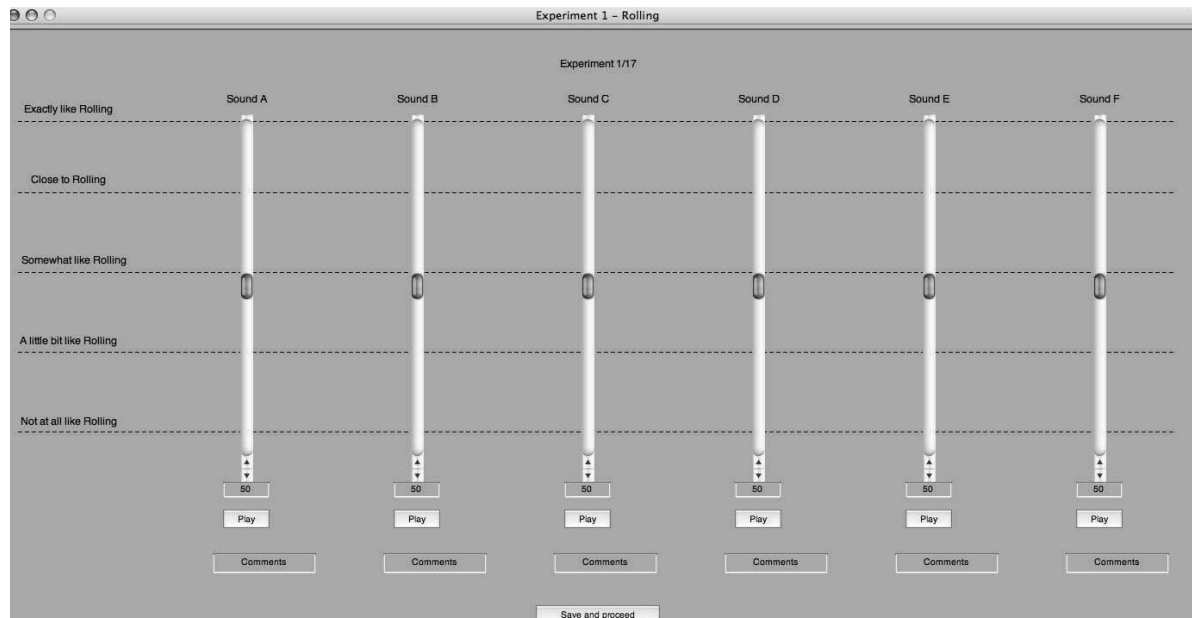 Experiment 1 – Rolling
Experiment 1/17
Sound A Sound B Sound C Sound D Sound E Sound F
Exactly like Rolling
Close to Rolling
Somewhat like Rolling
A little bit like Rolling
Not at all like Rolling
50 50 50 50 50 50
Play Play Play Play Play Play
Comments Comments Comments Comments Comments Comments
Save and proceed